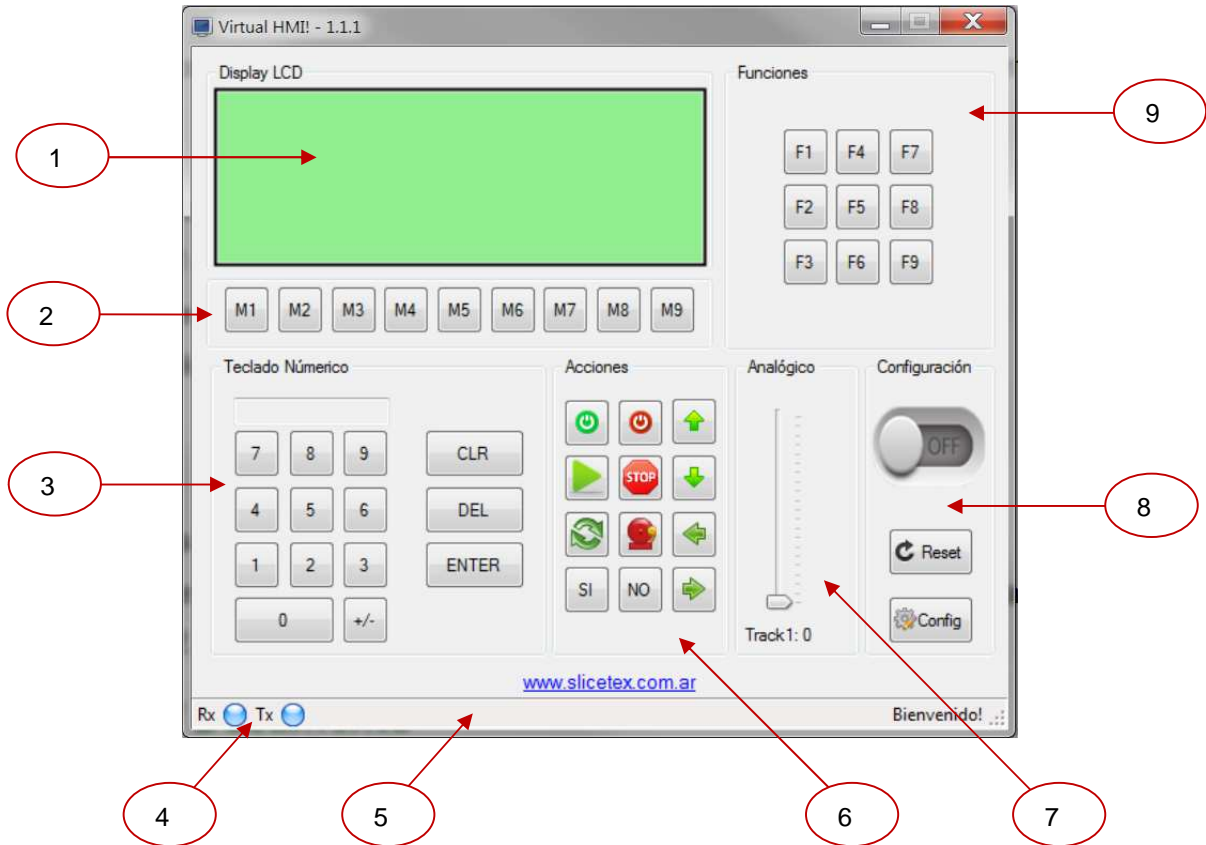 Virtual HMI! - 1.1.1
Display LCD
Funciones
9
1
F1 F4 F7
F2 F5 F8
F3 F6 F9
2
M1 M2 M3 M4 M5 M6 M7 M8 M9
Teclado Númerico
Acciones
Analógico
Configuración
OFF
7 8 9
CLR
STOP
3
4 5 6
DEL
8
1 2 3
ENTER
Reset
SI NO
0 +/-
Config
Track1: 0
www.slicetex.com.ar
Rx Tx
Bienvenido!
4
5
6
7